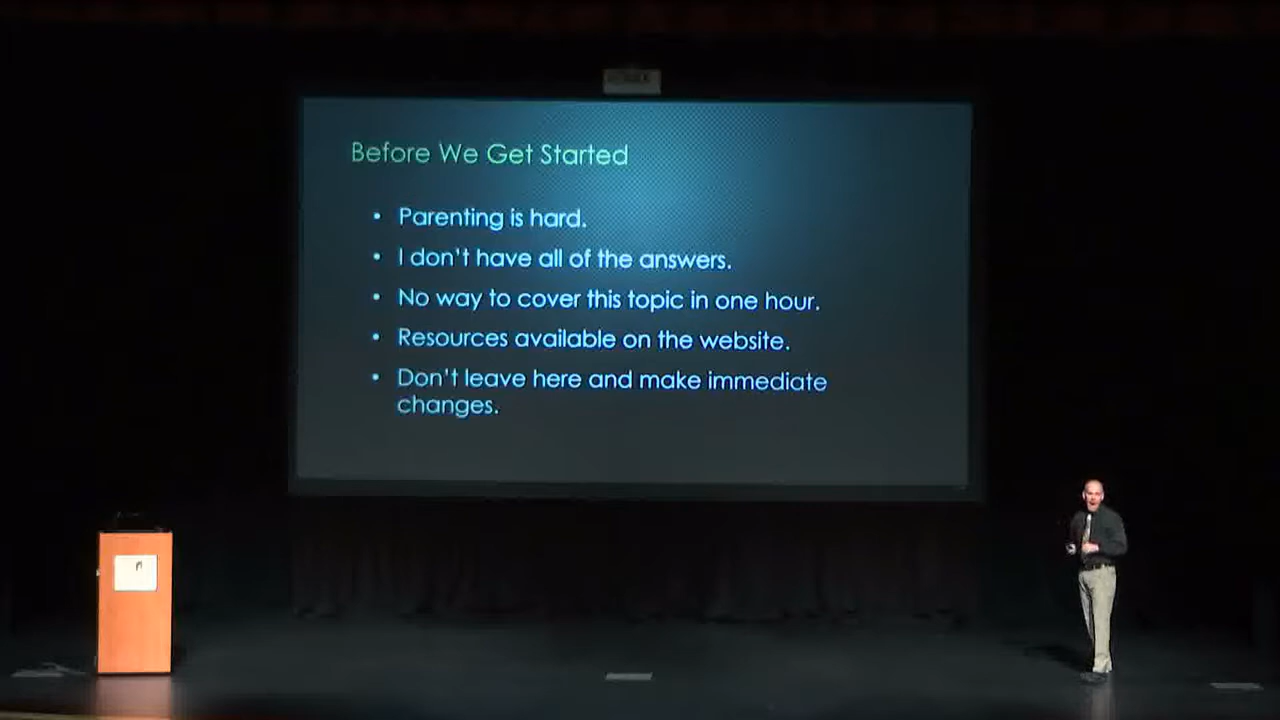 Before We Get Started
• Parenting is hard.
• I don't have all of the answers.
• No way to cover this topic in one hour.
• Resources available on the website.
• Don't leave here and make immediate
changes.